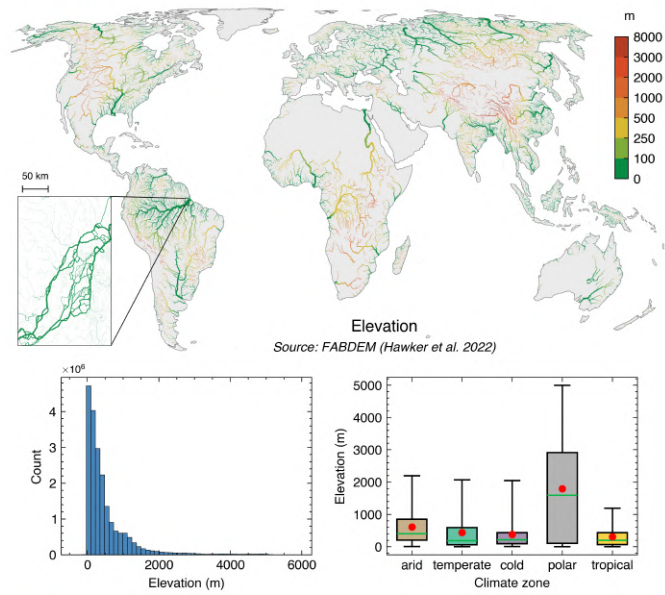 m
8000
3000
2000
1000
500
250
100
0
50 km
Elevation
Source: FABDEM (Hawker et al. 2022)
×10⁶
4
3
2
1
0
Count
0 2000 4000 6000
Elevation (m)
5000
4000
3000
2000
1000
0
Elevation (m)
arid temperate cold polar tropical
Climate zone